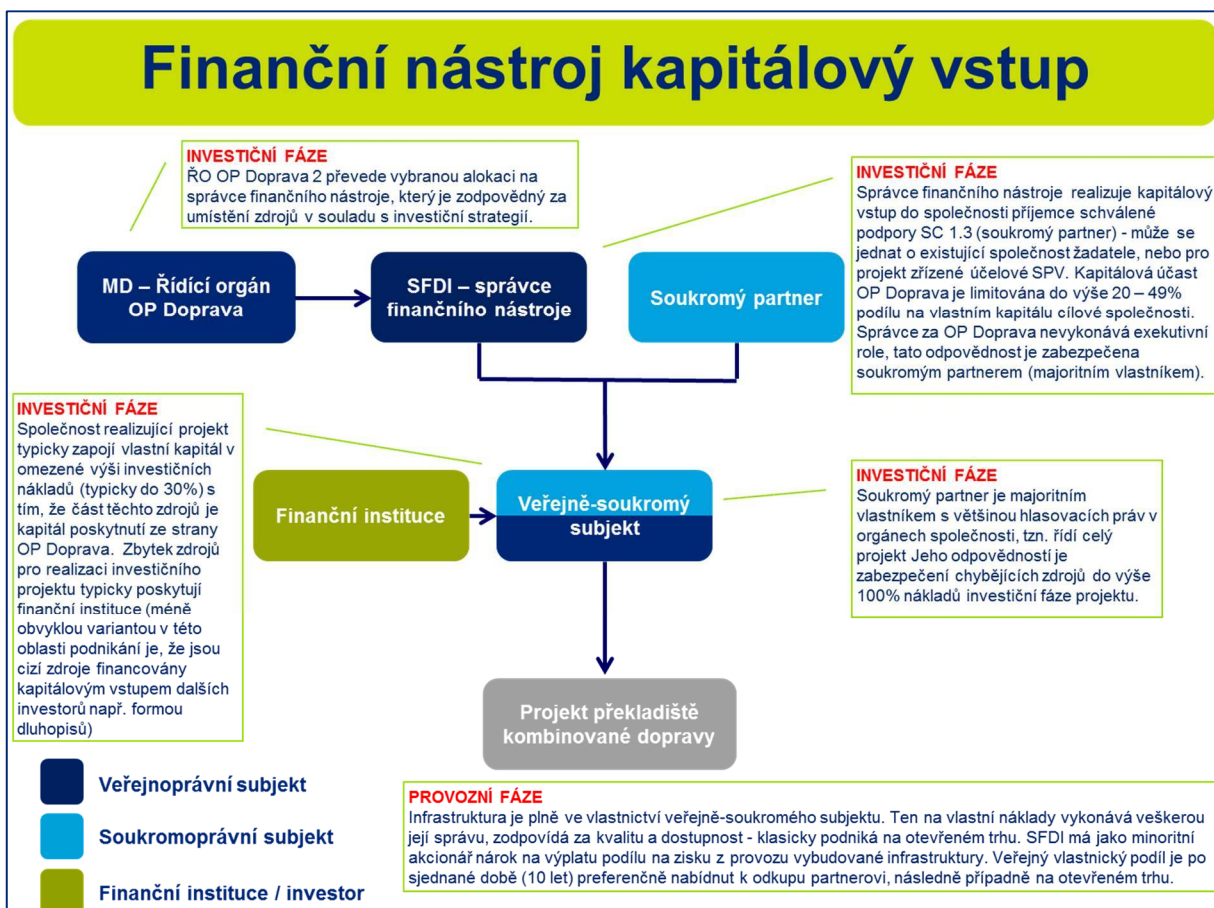 Finanční nástroj kapitálový vstup
INVESTIČNÍ FÁZE
ŘO OP Doprava 2 převede vybranou alokaci na
správce finančního nástroje, který je zodpovědný za
umístění zdrojů v souladu s investiční strategií.
INVESTIČNÍ FÁZE
Správce finančního nástroje realizuje kapitálový
vstup do společnosti příjemce schválené
podpory SC 1.3 (soukromý partner) - může se
jednat o existující společnost žadatele, nebo pro
projekt zřízené účelové SPV. Kapitálová účast
OP Doprava je limitována do výše 20 – 49%
podílu na vlastním kapitálu cílové společnosti.
Správce za OP Doprava nevykonává exekutivní
role, tato odpovědnost je zabezpečena
soukromým partnerem (majoritním vlastníkem).
MD – Řídící orgán
OP Doprava
SFDI – správce
finančního nástroje
Soukromý partner
INVESTIČNÍ FÁZE
Společnost realizující projekt
typicky zapojí vlastní kapitál v
omezené výši investičních
nákladů (typicky do 30%) s
tím, že část těchto zdrojů je
kapitál poskytnutí ze strany
OP Doprava. Zbytek zdrojů
pro realizaci investičního
projektu typicky poskytují
finanční instituce (méně
obvyklou variantou v této
oblasti podnikání je, že jsou
cizí zdroje financovány
kapitálovým vstupem dalších
investorů např. formou
dluhopisů)
Finanční instituce
Veřejně-soukromý
subjekt
INVESTIČNÍ FÁZE
Soukromý partner je majoritním
vlastníkem s většinou hlasovacích práv v
orgánech společnosti, tzn. řídí celý
projekt Jeho odpovědností je
zabezpečení chybějících zdrojů do výše
100% nákladů investiční fáze projektu.
Projekt překladiště
kombinované dopravy
Veřejnoprávní subjekt
Soukromoprávní subjekt
Finanční instituce / investor
PROVOZNÍ FÁZE
Infrastruktura je plně ve vlastnictví veřejně-soukromého subjektu. Ten na vlastní náklady vykonává veškerou
její správu, zodpovídá za kvalitu a dostupnost - klasicky podniká na otevřeném trhu. SFDI má jako minoritní
akcionář nárok na výplatu podílu na zisku z provozu vybudované infrastruktury. Veřejný vlastnický podíl je po
sjednané době (10 let) preferenčně nabídnut k odkupu partnerovi, následně případně na otevřeném trhu.